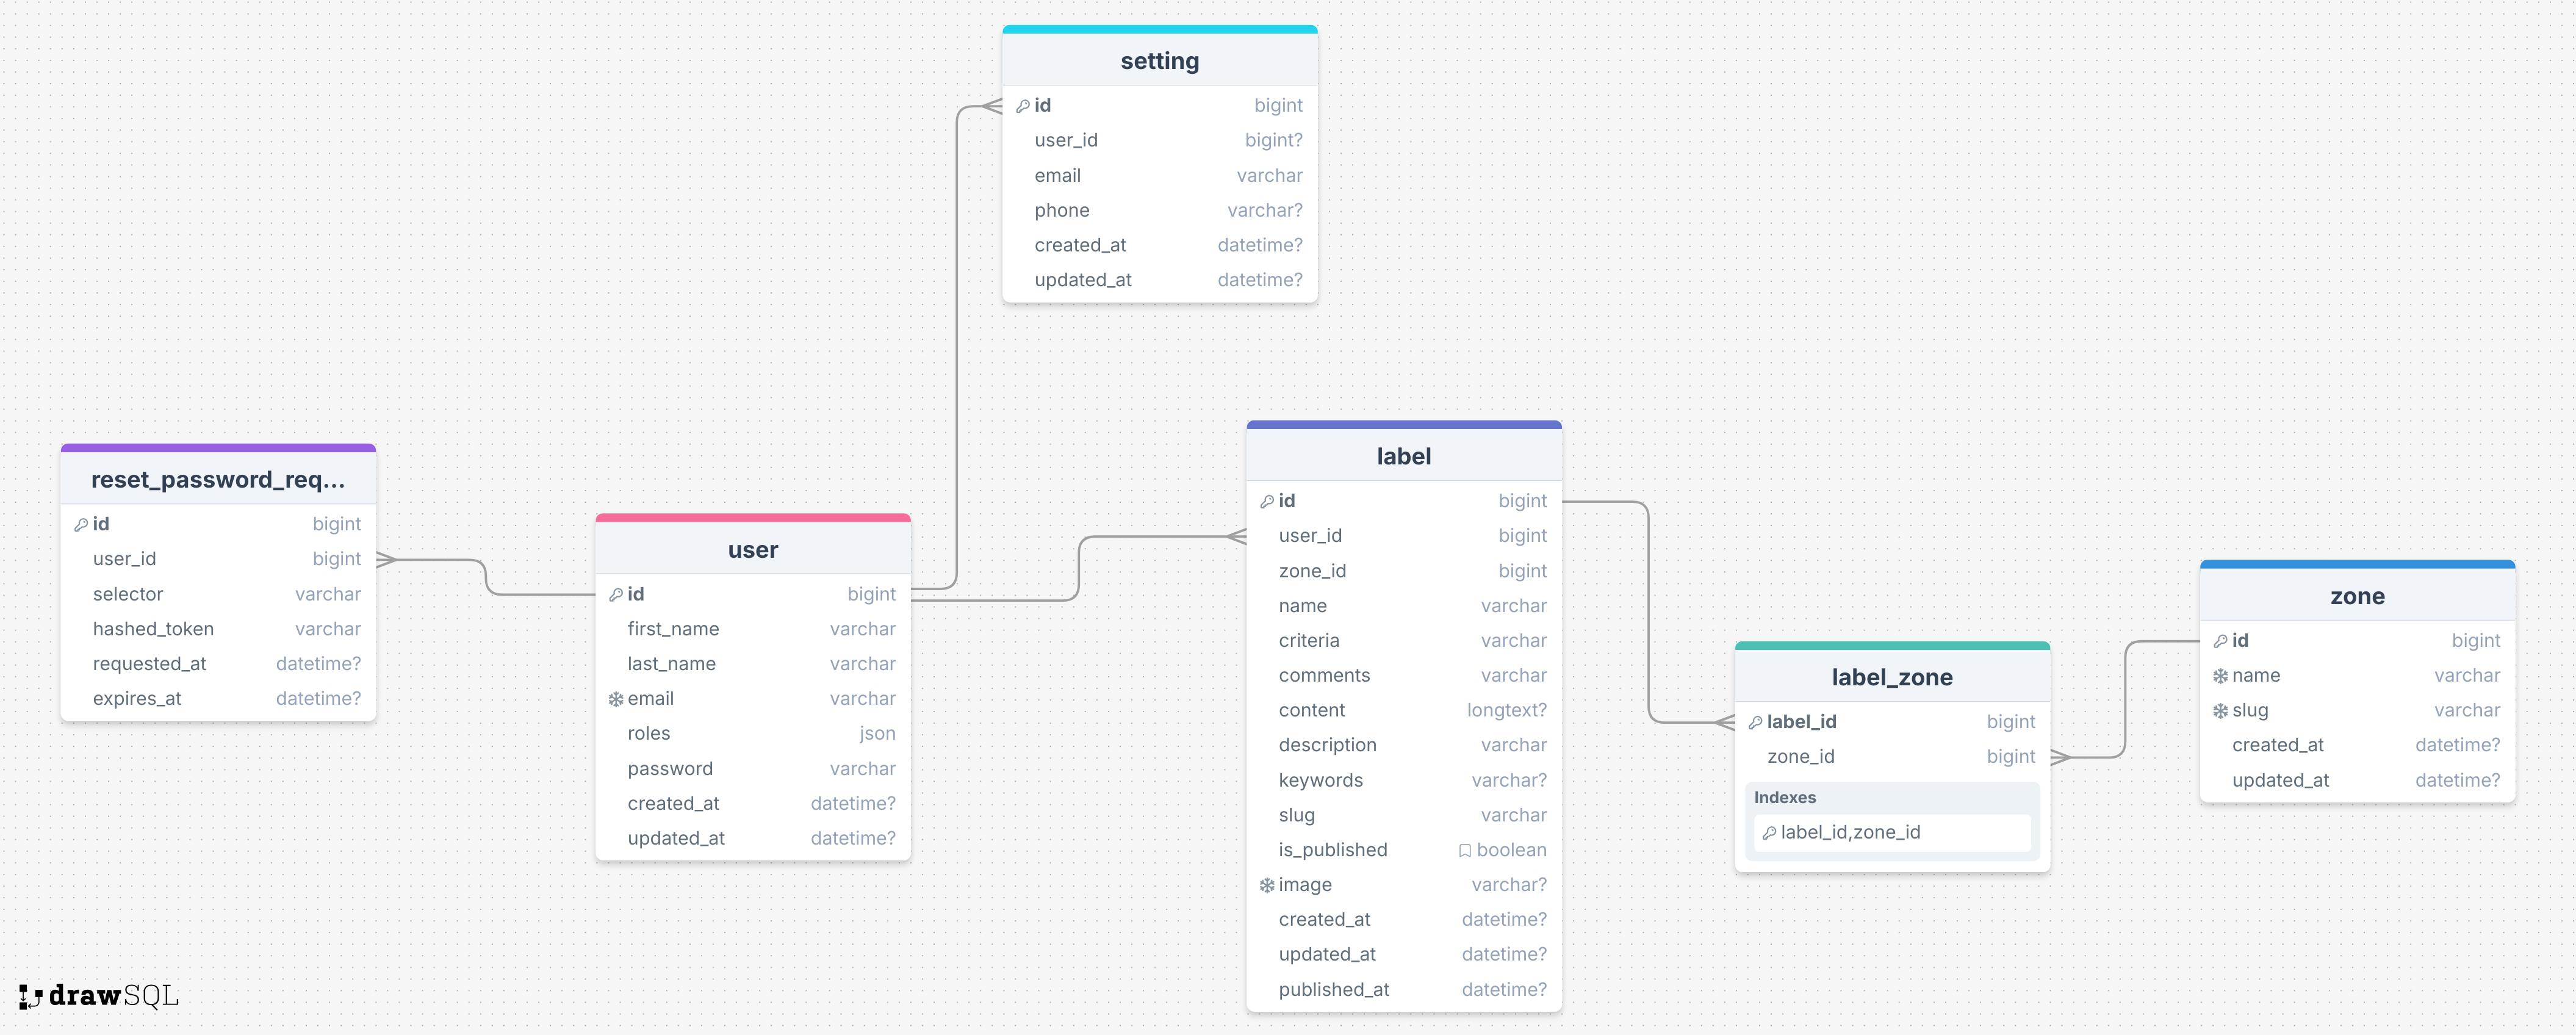 setting
id bigint
user_id bigint?
email varchar
phone varchar?
created_at datetime?
updated_at datetime?
reset_password_req...
id bigint
user_id bigint
selector varchar
hashed_token varchar
requested_at datetime?
expires_at datetime?
user
id bigint
first_name varchar
last_name varchar
email varchar
roles json
password varchar
created_at datetime?
updated_at datetime?
label
id bigint
user_id bigint
zone_id bigint
name varchar
criteria varchar
comments varchar
content longtext?
description varchar
keywords varchar?
slug varchar
is_published boolean
image varchar?
created_at datetime?
updated_at datetime?
published_at datetime?
label_zone
label_id bigint
zone_id bigint
Indexes
label_id,zone_id
zone
id bigint
name varchar
slug varchar
created_at datetime?
updated_at datetime?
drawSQL